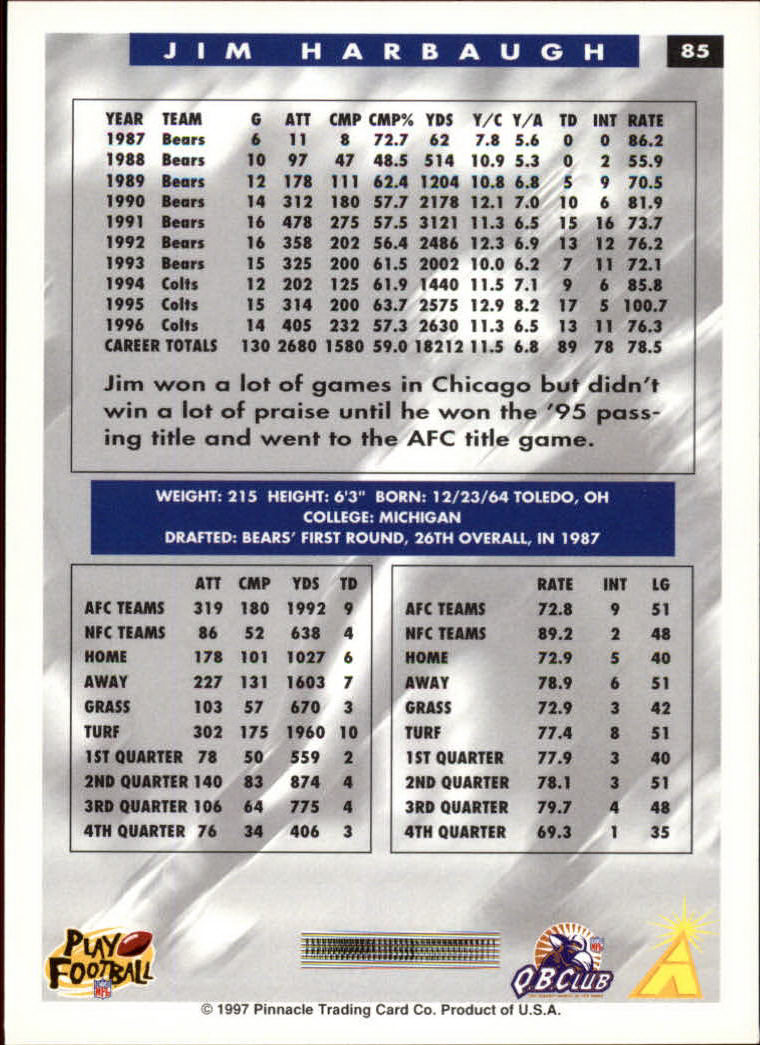 JIM HARBAUGH 85
YEAR TEAM G ATT CMP CMP% YDS Y/C Y/A TD INT RATE
1987 Bears 6 11 8 72.7 62 7.8 5.6 0 0 86.2
1988 Bears 10 97 47 48.5 514 10.9 5.3 0 2 55.9
1989 Bears 12 178 111 62.4 1204 10.8 6.8 5 9 70.5
1990 Bears 14 312 180 57.7 2178 12.1 7.0 10 6 81.9
1991 Bears 16 478 275 57.5 3121 11.3 6.5 15 16 73.7
1992 Bears 16 358 202 56.4 2486 12.3 6.9 13 12 76.2
1993 Bears 15 325 200 61.5 2002 10.0 6.2 7 11 72.1
1994 Colts 12 202 125 61.9 1440 11.5 7.1 9 6 85.8
1995 Colts 15 314 200 63.7 2575 12.9 8.2 17 5 100.7
1996 Colts 14 405 232 57.3 2630 11.3 6.5 13 11 76.3
CAREER TOTALS 130 2680 1580 59.0 18212 11.5 6.8 89 78 78.5
Jim won a lot of games in Chicago but didn't
win a lot of praise until he won the '95 pass-
ing title and went to the AFC title game.
WEIGHT: 215 HEIGHT: 6'3" BORN: 12/23/64 TOLEDO, OH
COLLEGE: MICHIGAN
DRAFTED: BEARS' FIRST ROUND, 26TH OVERALL, IN 1987
ATT CMP YDS TD
AFC TEAMS 319 180 1992 9
NFC TEAMS 86 52 638 4
HOME 178 101 1027 6
AWAY 227 131 1603 7
GRASS 103 57 670 3
TURF 302 175 1960 10
1ST QUARTER 78 50 559 2
2ND QUARTER 140 83 874 4
3RD QUARTER 106 64 775 4
4TH QUARTER 76 34 406 3
RATE INT LG
AFC TEAMS 72.8 9 51
NFC TEAMS 89.2 2 48
HOME 72.9 5 40
AWAY 78.9 6 51
GRASS 72.9 3 42
TURF 77.4 8 51
1ST QUARTER 77.9 3 40
2ND QUARTER 78.1 3 51
3RD QUARTER 79.7 4 48
4TH QUARTER 69.3 1 35
PLAY
FOOTBALL
NFL
NFL
Q.B. CLUB
© 1997 Pinnacle Trading Card Co. Product of U.S.A.